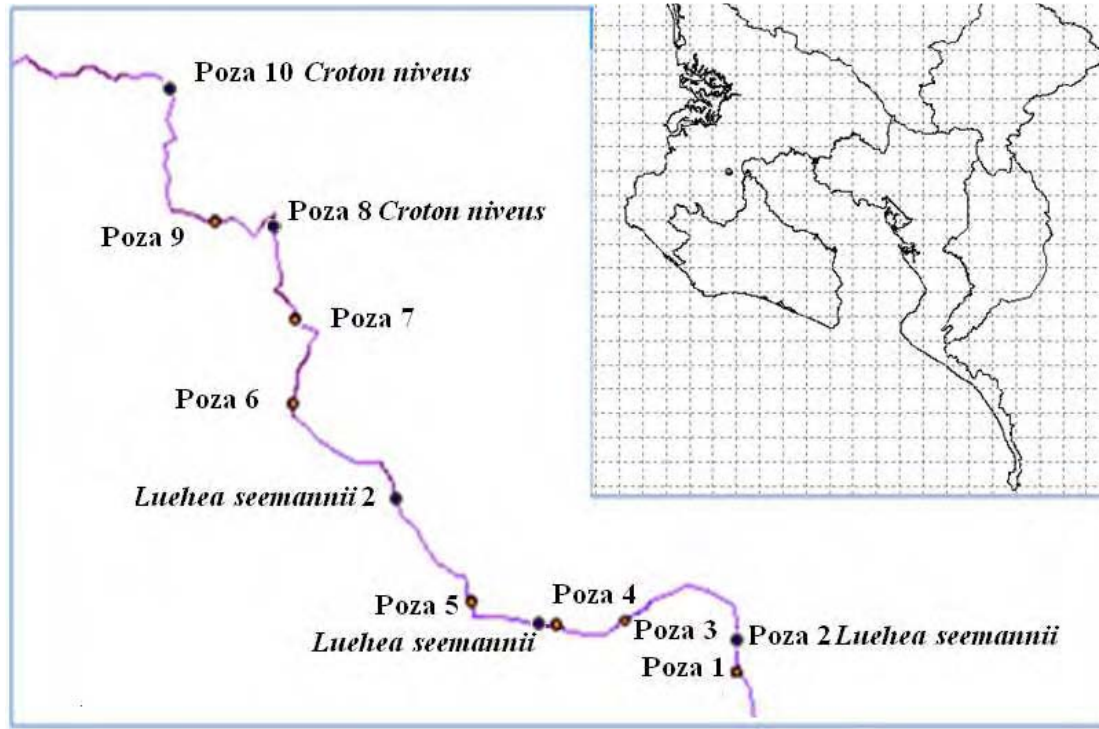 Poza 10 Croton niveus
Poza 8 Croton niveus
Poza 9
Poza 7
Poza 6
Luehea seemannii 2
Poza 5
Poza 4
Luehea seemannii
Poza 3
Poza 2 Luehea seemannii
Poza 1